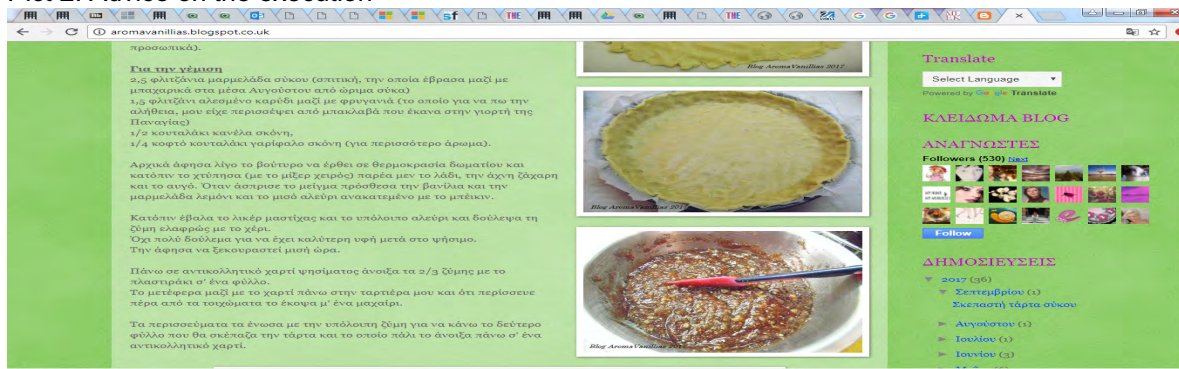 aromavanillias.blogspot.co.uk
προσωπικά).
Για την γέμιση
2,5 φλιτζάνια μαρμελάδα σύκου (σπιτική, την οποία έβρασα μαζί με
μπαχαρικά στα μέσα Αυγούστου από ώριμα σύκα)
1,5 φλιτζάνι αλεσμένο καρύδι μαζί με φρυγανιά (το οποίο για να πω την
αλήθεια, μου είχε περισσέψει από μπακλαβά που έκανα στην γιορτή της
Παναγίας)
1/2 κουταλάκι κανέλα σκόνη,
1/4 κοφτό κουταλάκι γαρίφαλο σκόνη (για περισσότερο άρωμα).
Αρχικά άφησα λίγο το βούτυρο να έρθει σε θερμοκρασία δωματίου και
κατόπιν το χτύπησα (με το μίξερ χειρός) παρέα μεν το λάδι, την άχνη ζάχαρη
και το αυγό. Όταν άσπρισε το μείγμα πρόσθεσα την βανίλια και την
μαρμελάδα λεμόνι και το μισό αλεύρι ανακατεμένο με το μπέικιν.
Κατόπιν έβαλα το λικέρ μαστίχας και το υπόλοιπο αλεύρι και δούλεψα τη
ζύμη ελαφρώς με το χέρι.
Όχι πολύ δούλεμα για να έχει καλύτερη υφή μετά στο ψήσιμο.
Την άφησα να ξεκουραστεί μισή ώρα.
Πάνω σε αντικολλητικό χαρτί ψησίματος άνοιξα τα 2/3 ζύμης με το
πλαστιράκι σ' ένα φύλλο.
Το μετέφερα μαζί με το χαρτί πάνω στην ταρτιέρα μου και ότι περίσσευε
πέρα από τα τοιχώματα το έκοψα μ' ένα μαχαίρι.
Τα περισσεύματα τα ένωσα με την υπόλοιπη ζύμη για να κάνω το δεύτερο
φύλλο που θα σκέπαζα την τάρτα και το οποίο πάλι το άνοιξα πάνω σ' ένα
αντικολλητικό χαρτί.
Blog AromaVanillias 2017
Blog AromaVanillias 2017
Blog AromaVanillias 2017
Translate
Select Language
Powered by Google Translate
ΚΛΕΙΔΩΜΑ BLOG
ΑΝΑΓΝΩΣΤΕΣ
Followers (530) Next
Follow
ΔΗΜΟΣΙΕΥΣΕΙΣ
▼ 2017 (36)
▼ Σεπτεμβρίου (1)
Σκεπαστή τάρτα σύκου
► Αυγούστου (1)
► Ιουλίου (1)
► Ιουνίου (3)